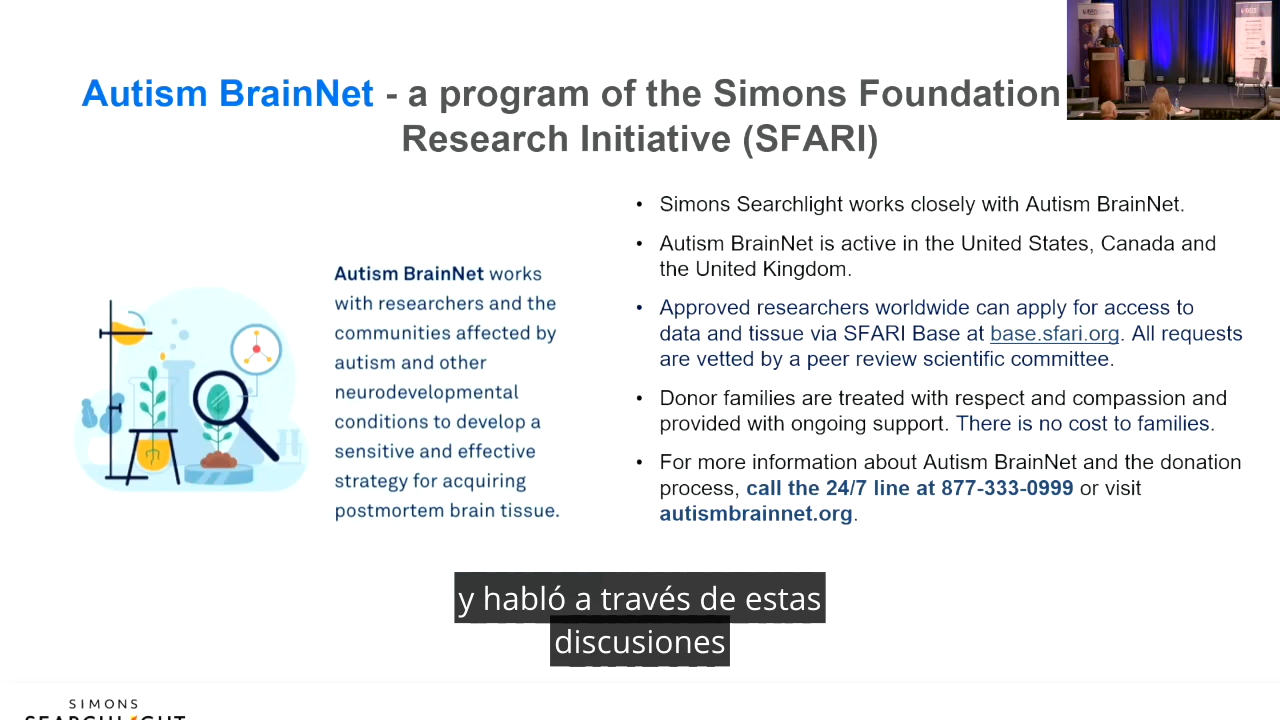 Autism BrainNet - a program of the Simons Foundation
Research Initiative (SFARI)
Autism BrainNet works
with researchers and the
communities affected by
autism and other
neurodevelopmental
conditions to develop a
sensitive and effective
strategy for acquiring
postmortem brain tissue.
• Simons Searchlight works closely with Autism BrainNet.
• Autism BrainNet is active in the United States, Canada and
the United Kingdom.
• Approved researchers worldwide can apply for access to
data and tissue via SFARI Base at base.sfari.org. All requests
are vetted by a peer review scientific committee.
• Donor families are treated with respect and compassion and
provided with ongoing support. There is no cost to families.
• For more information about Autism BrainNet and the donation
process, call the 24/7 line at 877-333-0999 or visit
autismbrainnet.org.
y habló a través de estas
discusiones
SIMONS
SEARCHLIGHT